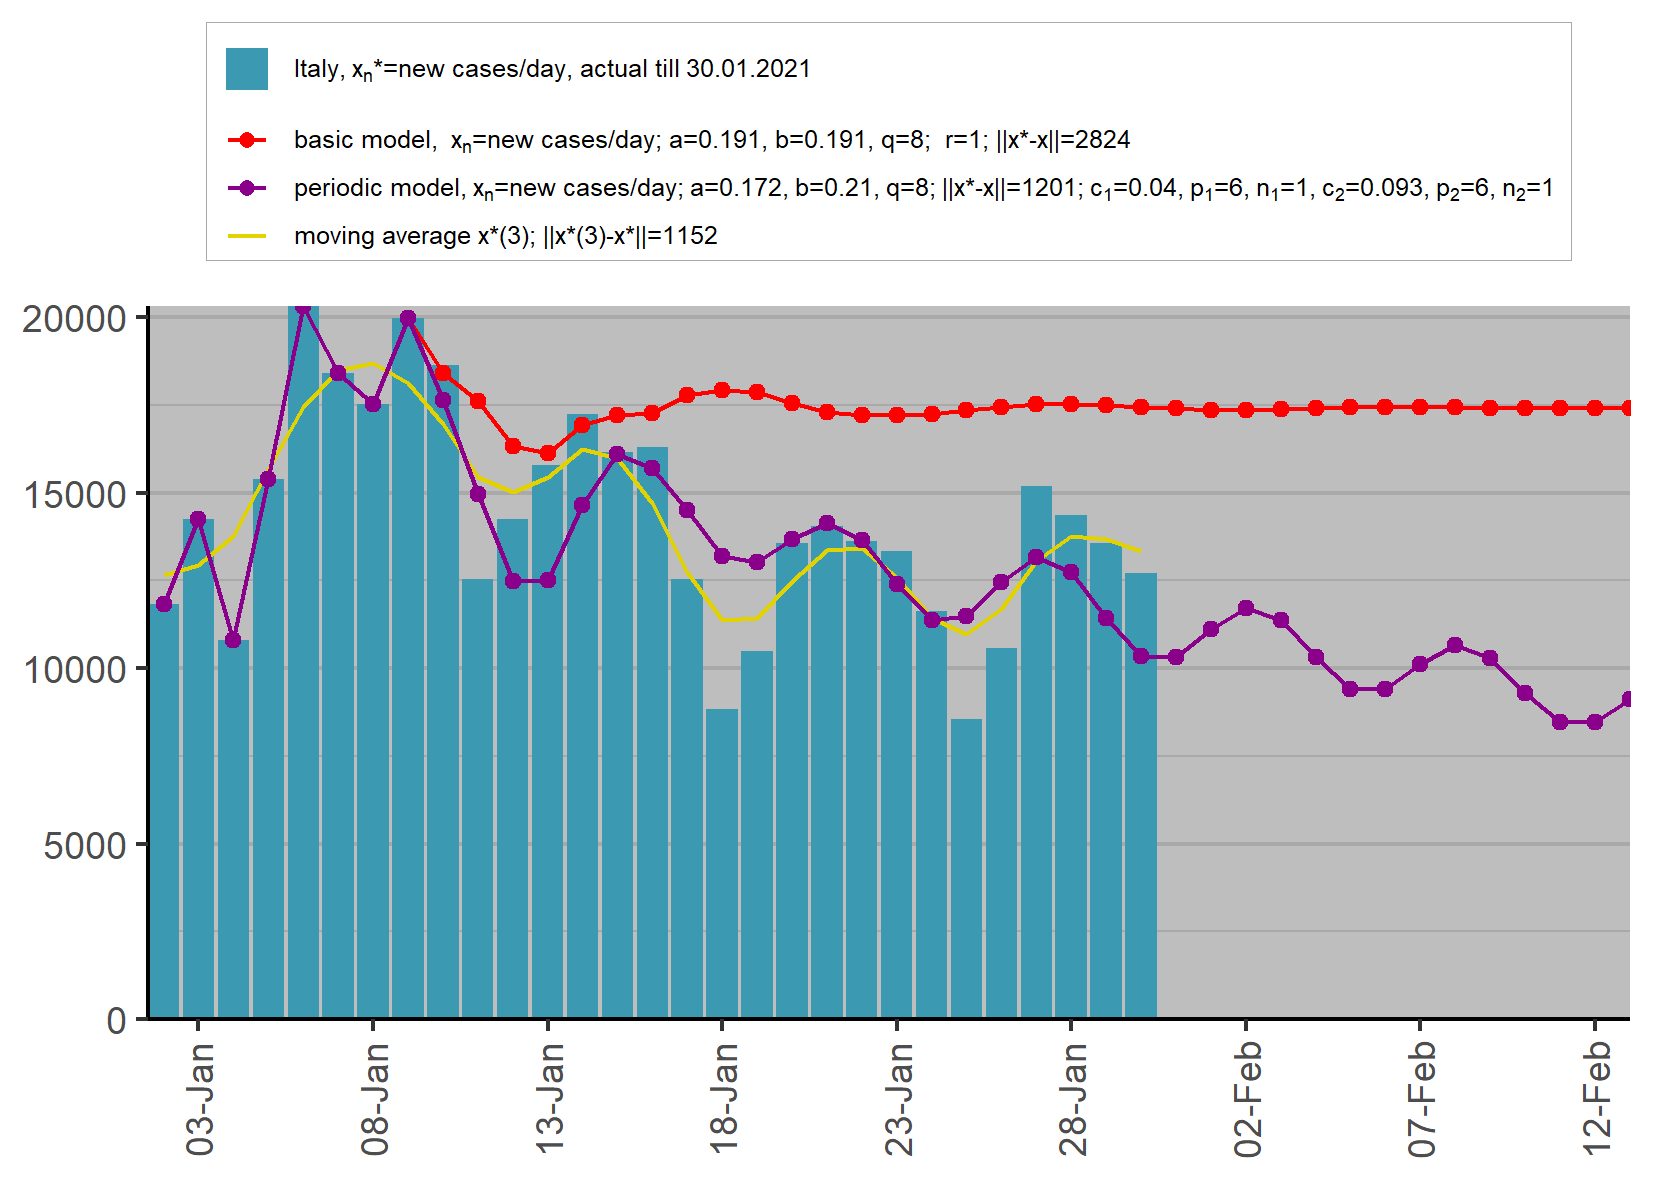 Italy, xn*=new cases/day, actual till 30.01.2021
basic model,  xn=new cases/day; a=0.191, b=0.191, q=8;  r=1; ||x*-x||=2824
periodic model, xn=new cases/day; a=0.172, b=0.21, q=8; ||x*-x||=1201; c1=0.04, p1=6, n1=1, c2=0.093, p2=6, n2=1
moving average x*(3); ||x*(3)-x*||=1152
20000
15000
10000
5000
0
03-Jan
08-Jan
13-Jan
18-Jan
23-Jan
28-Jan
02-Feb
07-Feb
12-Feb